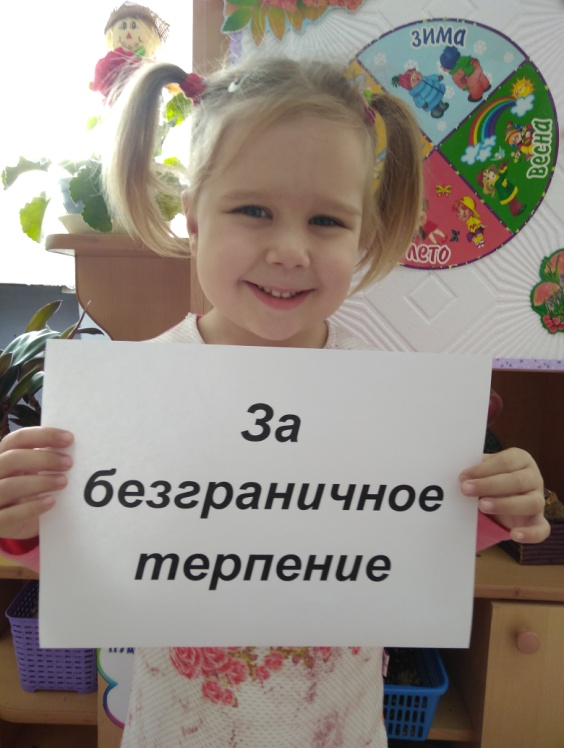 ЗИМА
Весна
Лето
За
безграничное
терпение